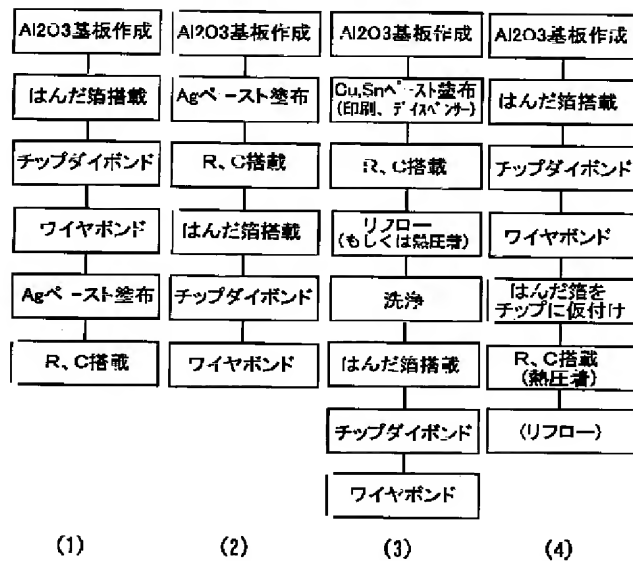 Al2O3基板作成
はんだ箔搭載
チップダイボンド
ワイヤボンド
Agペースト塗布
R、C搭載
(1)
Al2O3基板作成
Agペースト塗布
R、C搭載
はんだ箔搭載
チップダイボンド
ワイヤボンド
(2)
Al2O3基板作成
Cu,Snペースト塗布
(印刷、ディスペンサー)
R、C搭載
リフロー
(もしくは熱圧着)
洗浄
はんだ箔搭載
チップダイボンド
ワイヤボンド
(3)
Al2O3基板作成
はんだ箔搭載
チップダイボンド
ワイヤボンド
はんだ箔を
チップに仮付け
R、C搭載
(熱圧着)
(リフロー)
(4)